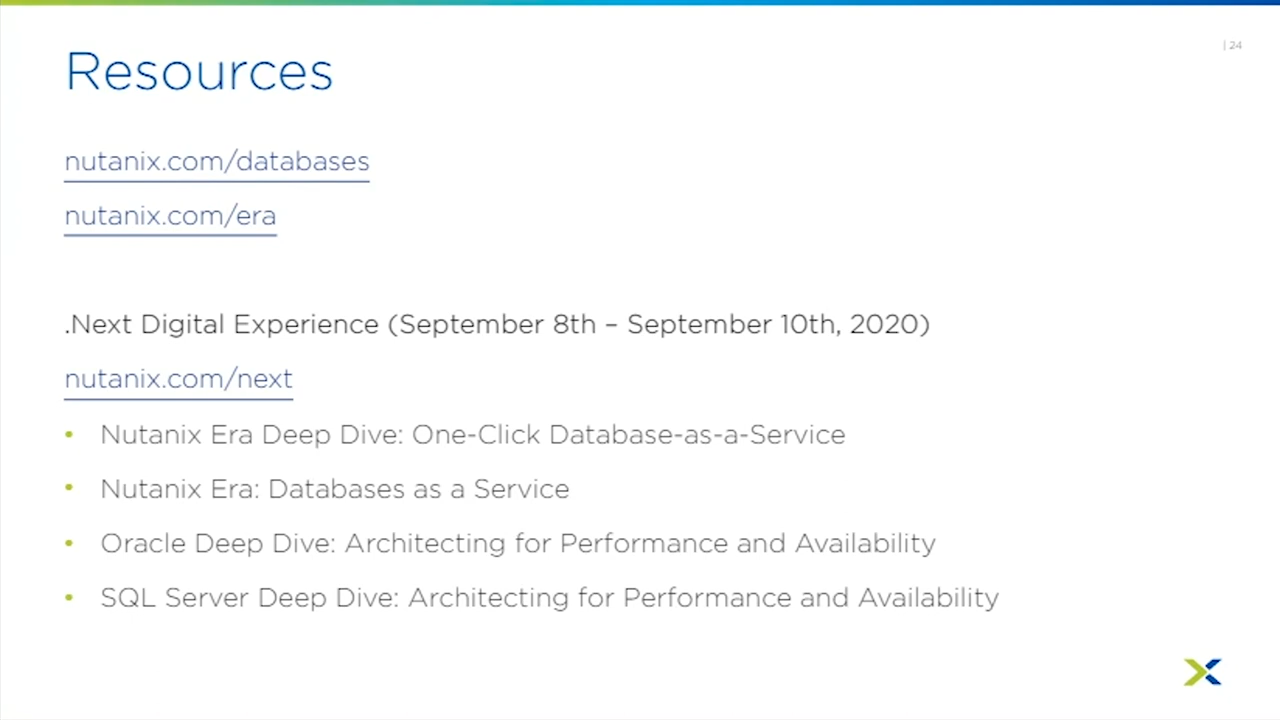 | 24
Resources
nutanix.com/databases
nutanix.com/era
.Next Digital Experience (September 8th – September 10th, 2020)
nutanix.com/next
• Nutanix Era Deep Dive: One-Click Database-as-a-Service
• Nutanix Era: Databases as a Service
• Oracle Deep Dive: Architecting for Performance and Availability
• SQL Server Deep Dive: Architecting for Performance and Availability